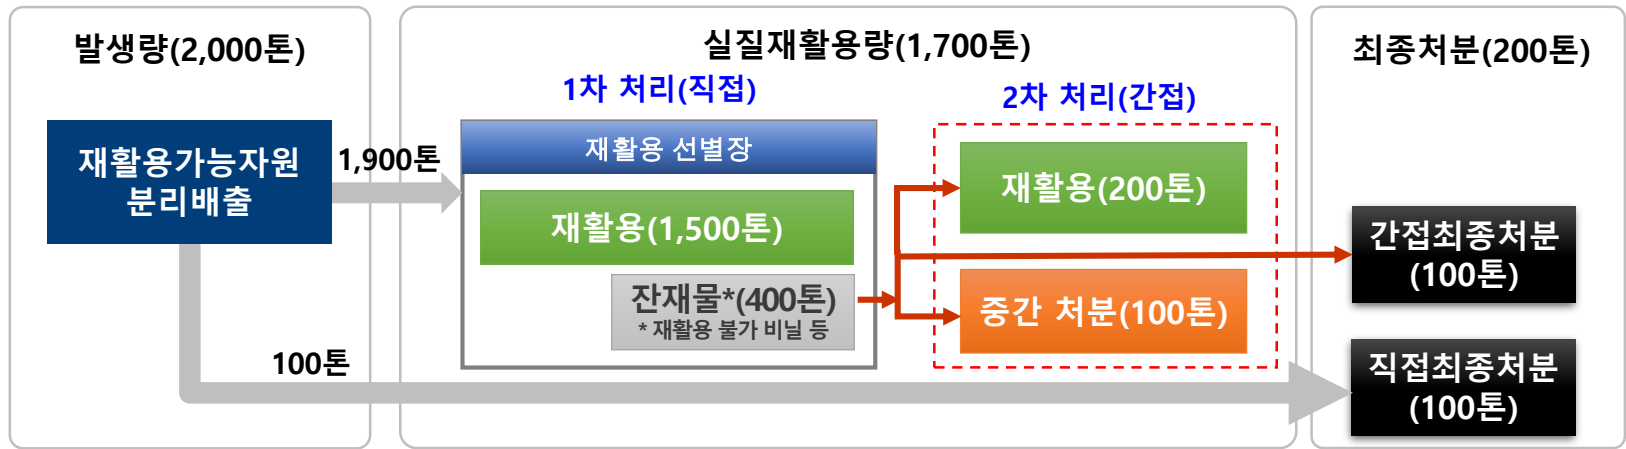 발생량(2,000톤)
재활용가능자원
분리배출
1,900톤
100톤
실질재활용량(1,700톤)
1차 처리(직접)
재활용 선별장
재활용(1,500톤)
잔재물*(400톤)
* 재활용 불가 비닐 등
2차 처리(간접)
재활용(200톤)
중간 처분(100톤)
최종처분(200톤)
간접최종처분
(100톤)
직접최종처분
(100톤)